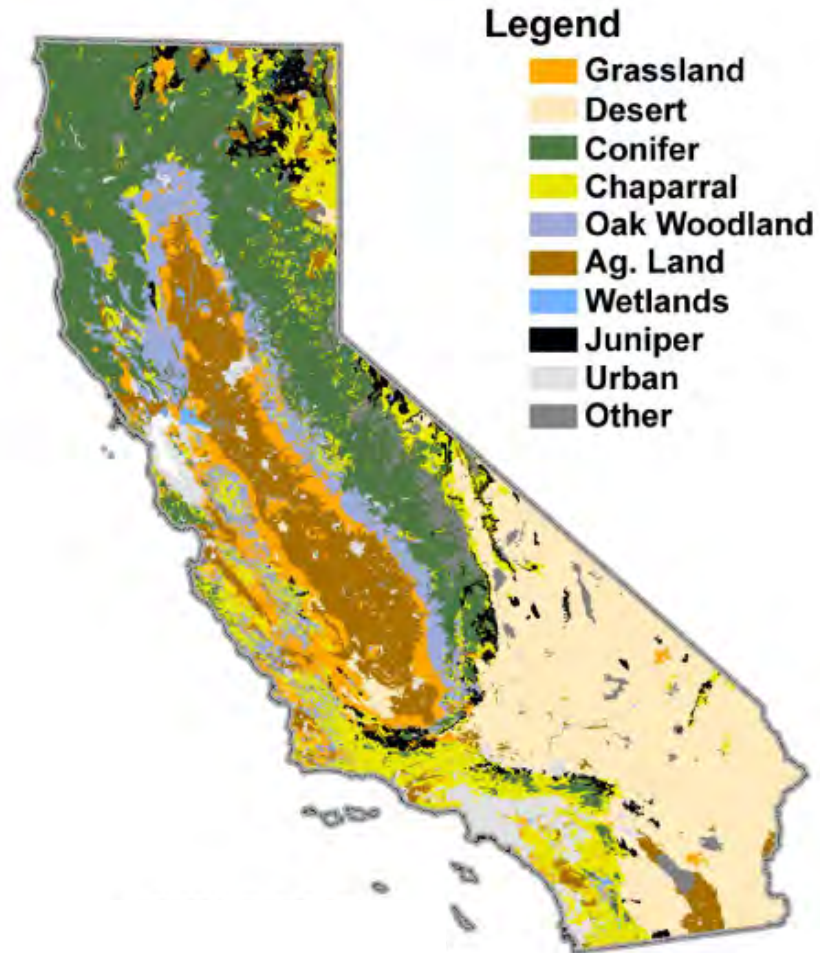 Legend
Grassland
Desert
Conifer
Chaparral
Oak Woodland
Ag. Land
Wetlands
Juniper
Urban
Other